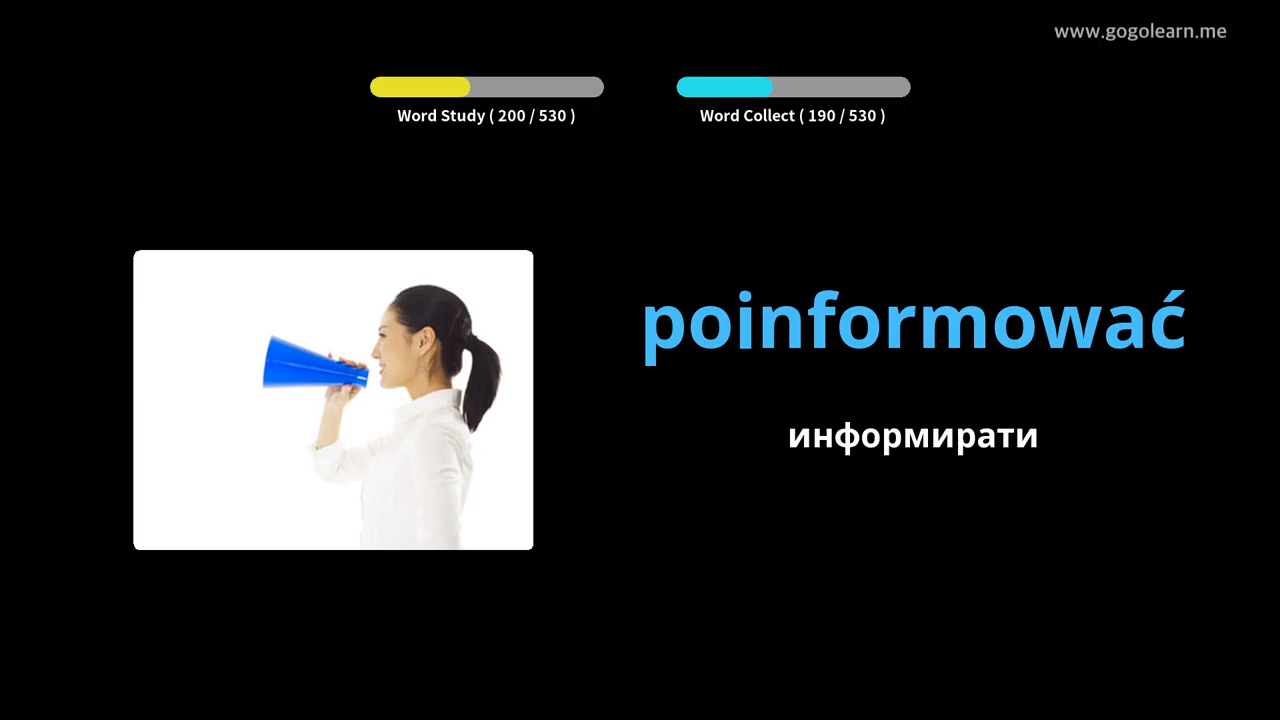 www.gogolearn.me
Word Study ( 200 / 530 )
Word Collect ( 190 / 530 )
poinformować
информирати